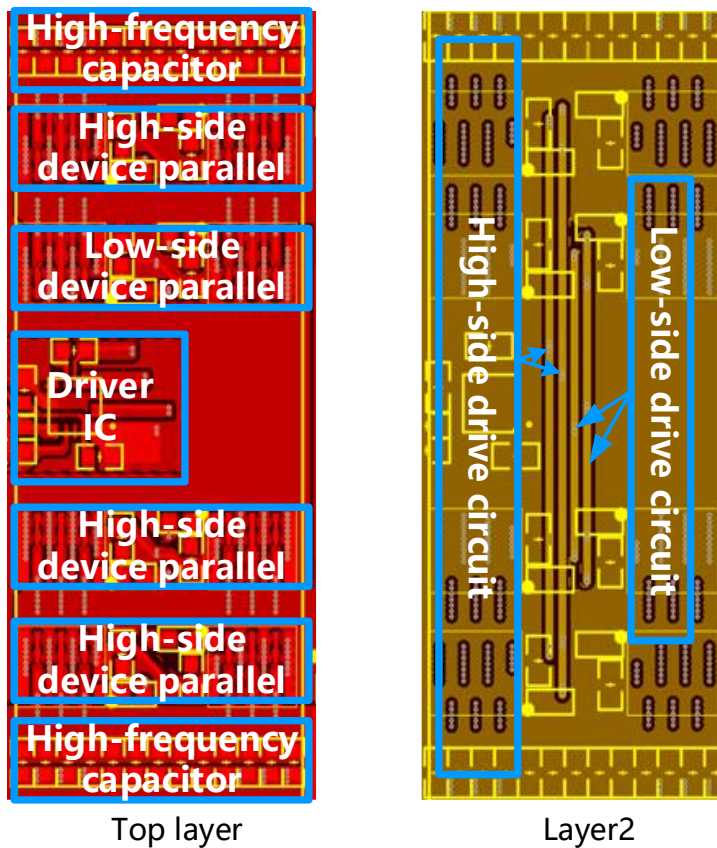 High-frequency
capacitor
High-side
device parallel
Low-side
device parallel
Driver
IC
High-side
device parallel
High-side
device parallel
High-frequency
capacitor
Top layer
High-side drive circuit
Low-side drive circuit
Layer2